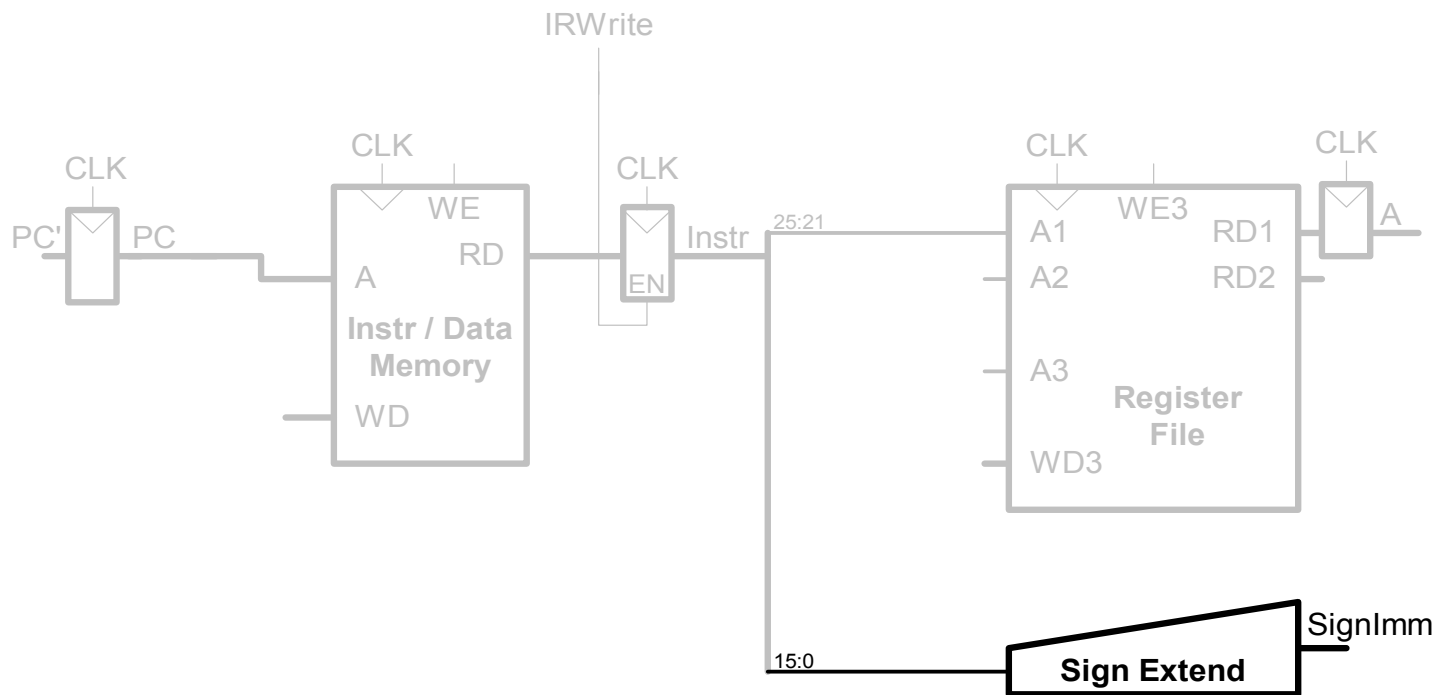 IRWrite
CLK
CLK
CLK
CLK
CLK
PC'
PC
WE
RD
A
Instr / Data
Memory
WD
EN
Instr
25:21
A1
WE3
RD1
A
A2
RD2
A3
Register
File
WD3
15:0
Sign Extend
SignImm